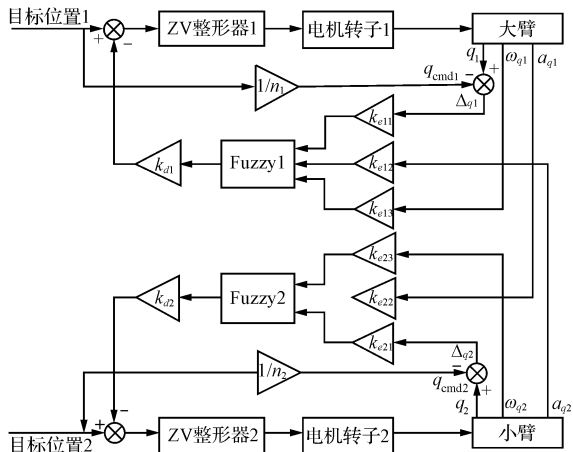 目标位置1
+
−
ZV整形器1
电机转子1
大臂
q1
ωq1
aq1
+
−
qcmd1
Δq1
1/n1
ke11
kd1
Fuzzy1
ke12
ke13
ke23
kd2
Fuzzy2
ke22
ke21
Δq2
1/n2
−
qcmd2
+
q2
ωq2
aq2
−
+
目标位置2
ZV整形器2
电机转子2
小臂